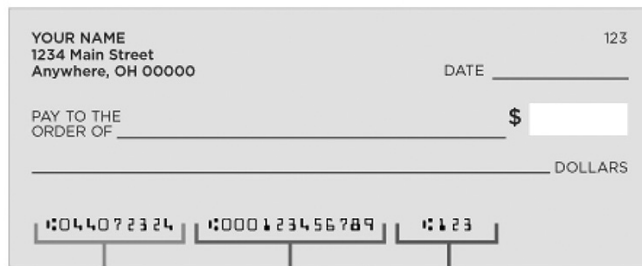 YOUR NAME 123
1234 Main Street
Anywhere, OH 00000
DATE
PAY TO THE
ORDER OF $
DOLLARS
⑆044072324 ⑆000123456789 ⑆123